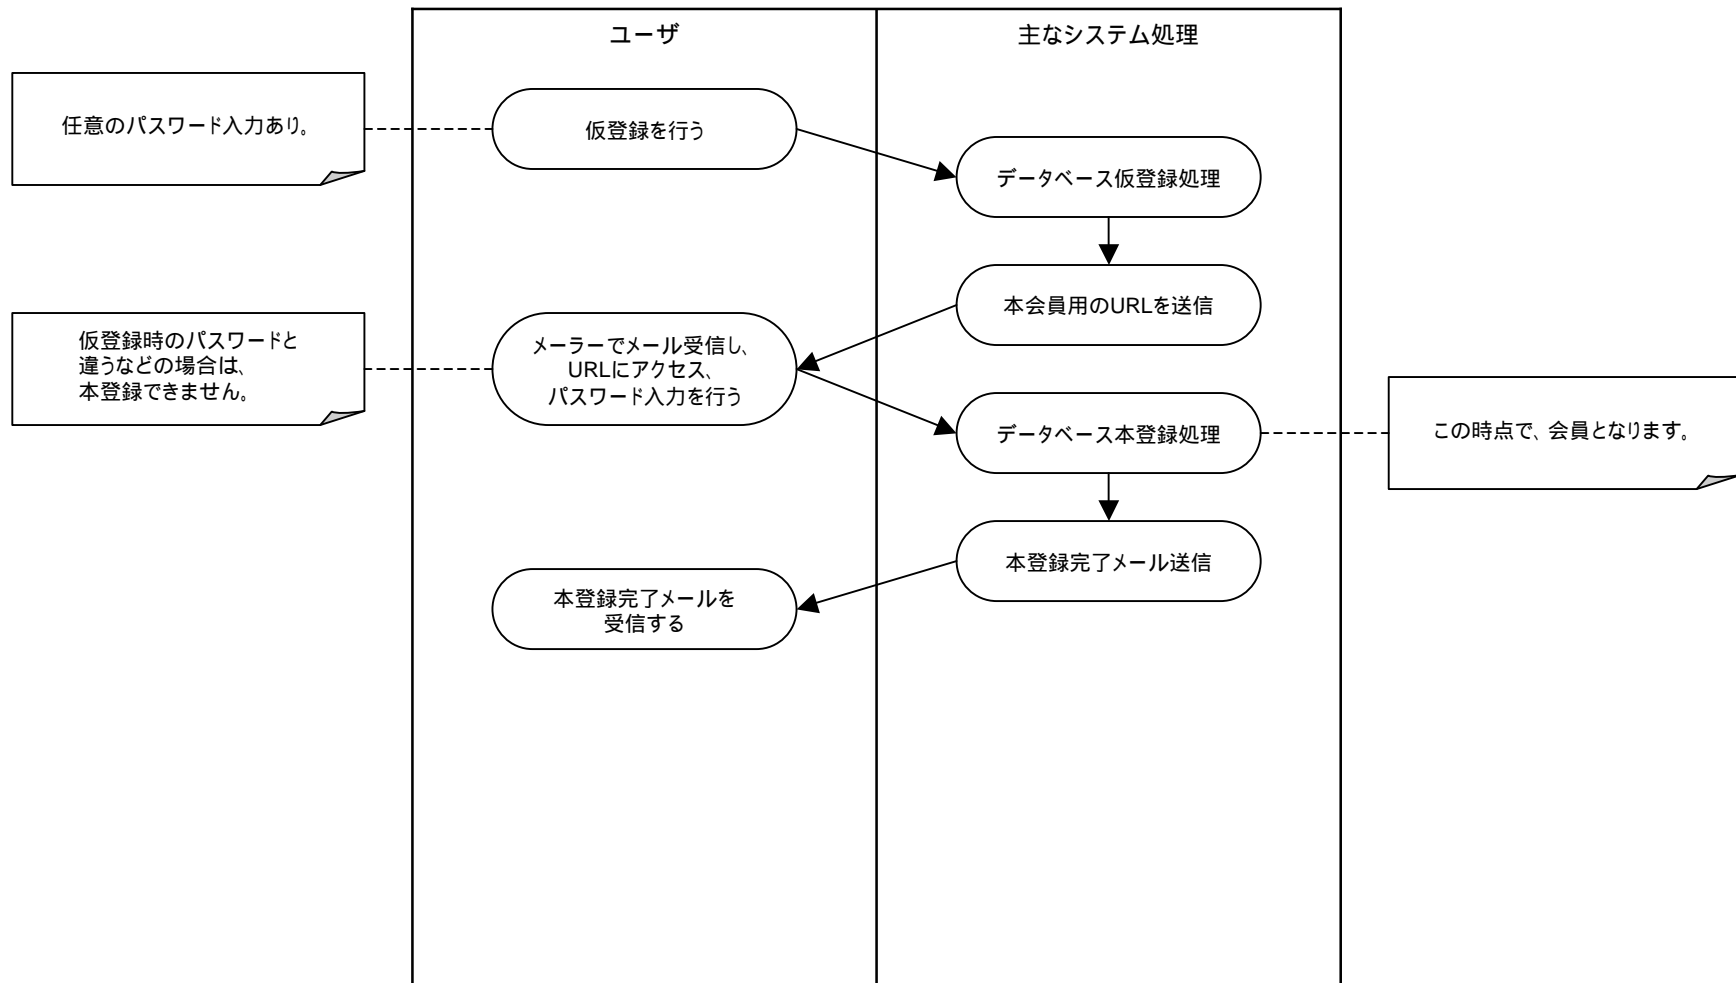 ユーザ
主なシステム処理
任意のパスワード入力あり。
仮登録を行う
データベース仮登録処理
本会員用のURLを送信
仮登録時のパスワードと
違うなどの場合は、
本登録できません。
メーラーでメール受信し、
URLにアクセス、
パスワード入力を行う
データベース本登録処理
この時点で、会員となります。
本登録完了メール送信
本登録完了メールを
受信する